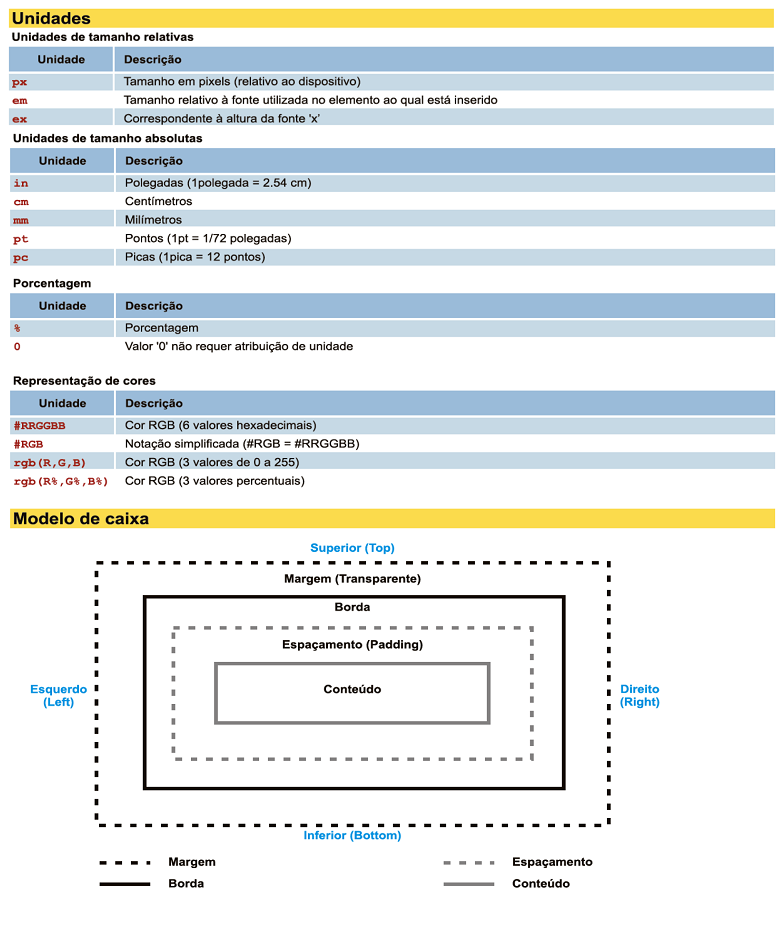 Unidades
Unidades de tamanho relativas
Unidade Descrição
px Tamanho em pixels (relativo ao dispositivo)
em Tamanho relativo à fonte utilizada no elemento ao qual está inserido
ex Correspondente à altura da fonte 'x'
Unidades de tamanho absolutas
Unidade Descrição
in Polegadas (1polegada = 2.54 cm)
cm Centímetros
mm Milímetros
pt Pontos (1pt = 1/72 polegadas)
pc Picas (1pica = 12 pontos)
Porcentagem
Unidade Descrição
% Porcentagem
0 Valor '0' não requer atribuição de unidade
Representação de cores
Unidade Descrição
#RRGGBB Cor RGB (6 valores hexadecimais)
#RGB Notação simplificada (#RGB = #RRGGBB)
rgb(R,G,B) Cor RGB (3 valores de 0 a 255)
rgb(R%,G%,B%) Cor RGB (3 valores percentuais)
Modelo de caixa
Superior (Top)
Margem (Transparente)
Borda
Espaçamento (Padding)
Conteúdo
Esquerdo
(Left)
Direito
(Right)
Inferior (Bottom)
Margem Espaçamento
Borda Conteúdo